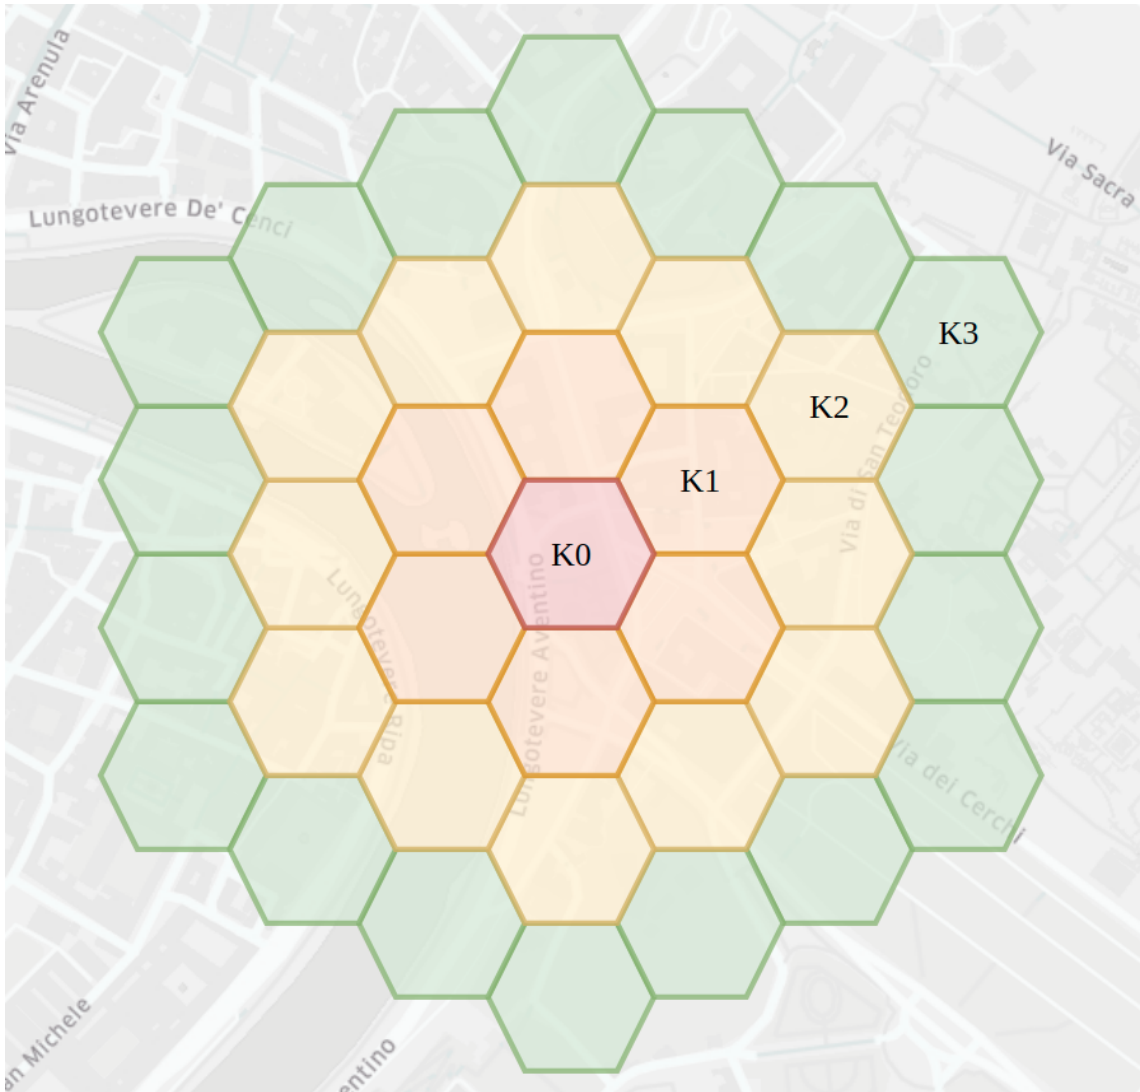 Via Arenula
Lungotevere De' Cenci
Via Sacra
K3
K2
Via di San Teodoro
K1
K0
Lungotevere Aventino
Lungotevere Ripa
Via dei Cerchi
an Michele
entino